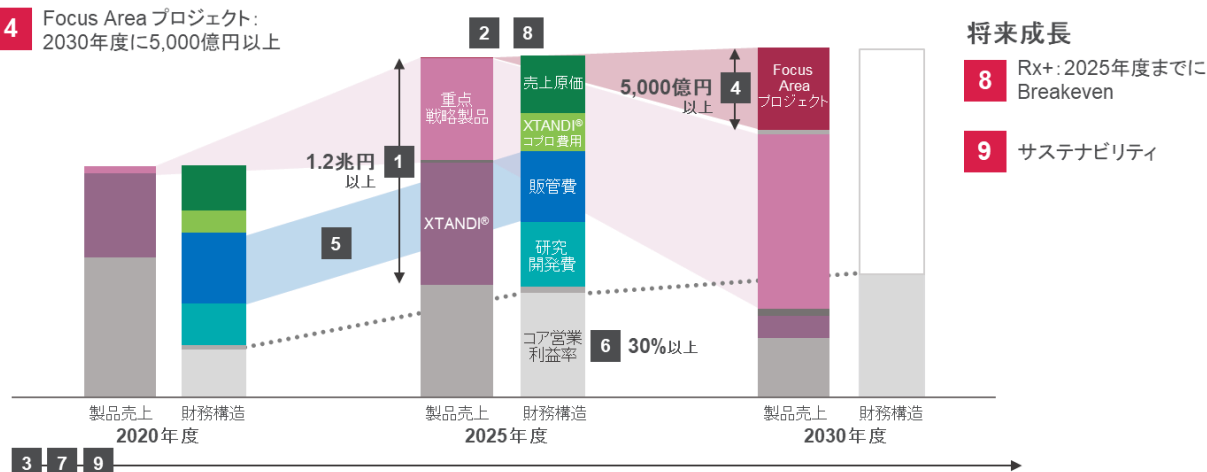 4
Focus Area プロジェクト:
2030年度に5,000億円以上
2
8
将来成長
8
Rx+:2025年度までに
Breakeven
9
サステナビリティ
重点
戦略製品
売上原価
XTANDI®
コプロ費用
販管費
研究
開発費
コア営業
利益率
XTANDI®
1.2兆円
以上
1
5
6
30%以上
5,000億円
以上
4
Focus
Area
プロジェクト
製品売上
財務構造
2020年度
製品売上
財務構造
2025年度
製品売上
財務構造
2030年度
3
7
9